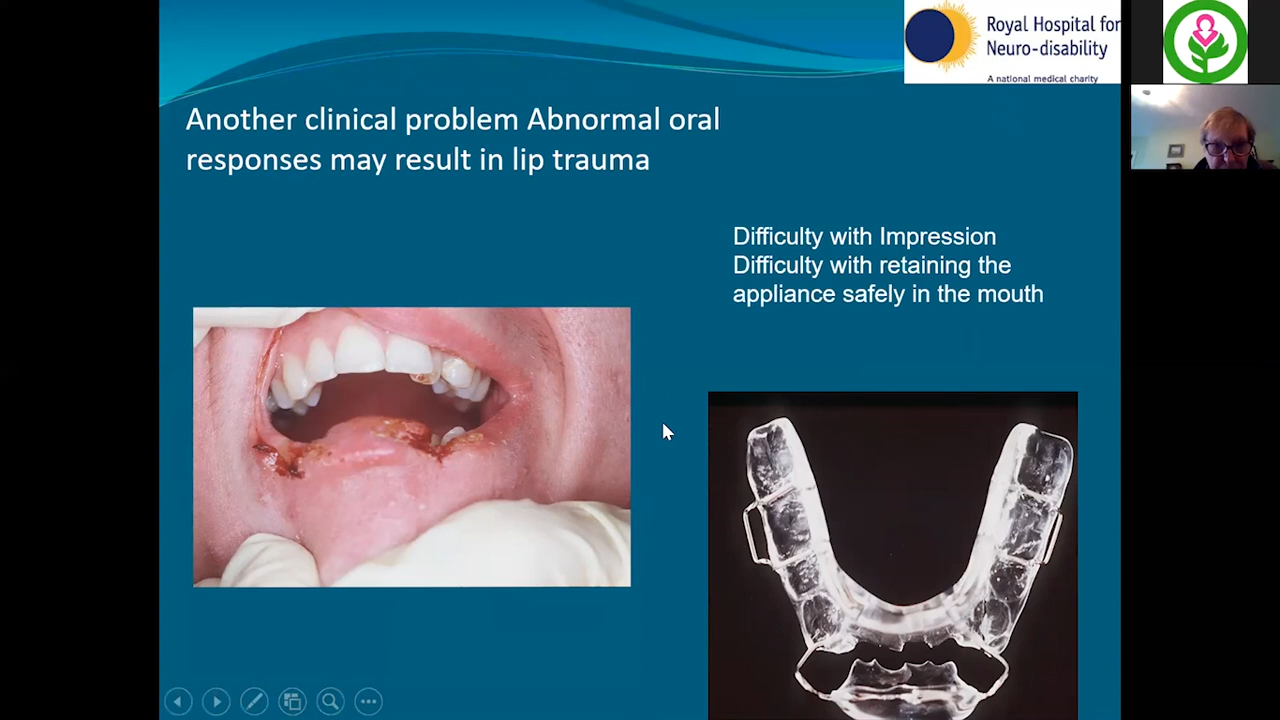 Royal Hospital for
Neuro-disability
A national medical charity
Another clinical problem Abnormal oral
responses may result in lip trauma
Difficulty with Impression
Difficulty with retaining the
appliance safely in the mouth